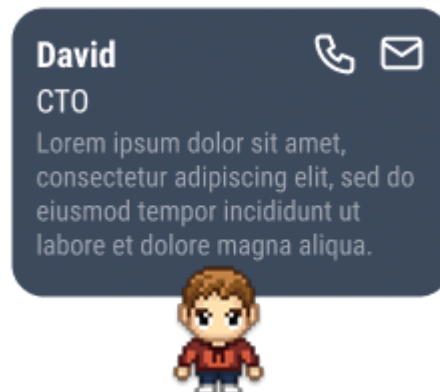 David
CTO
Lorem ipsum dolor sit amet,
consectetur adipiscing elit, sed do
eiusmod tempor incididunt ut
labore et dolore magna aliqua.